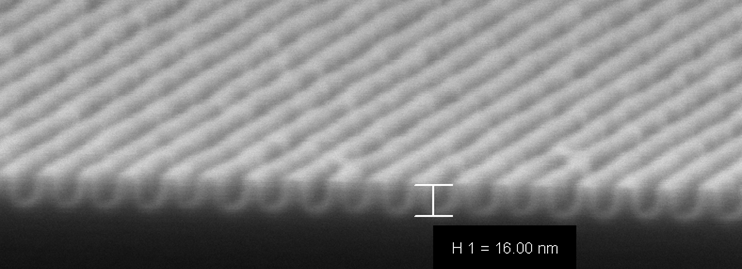 H 1 = 16.00 nm